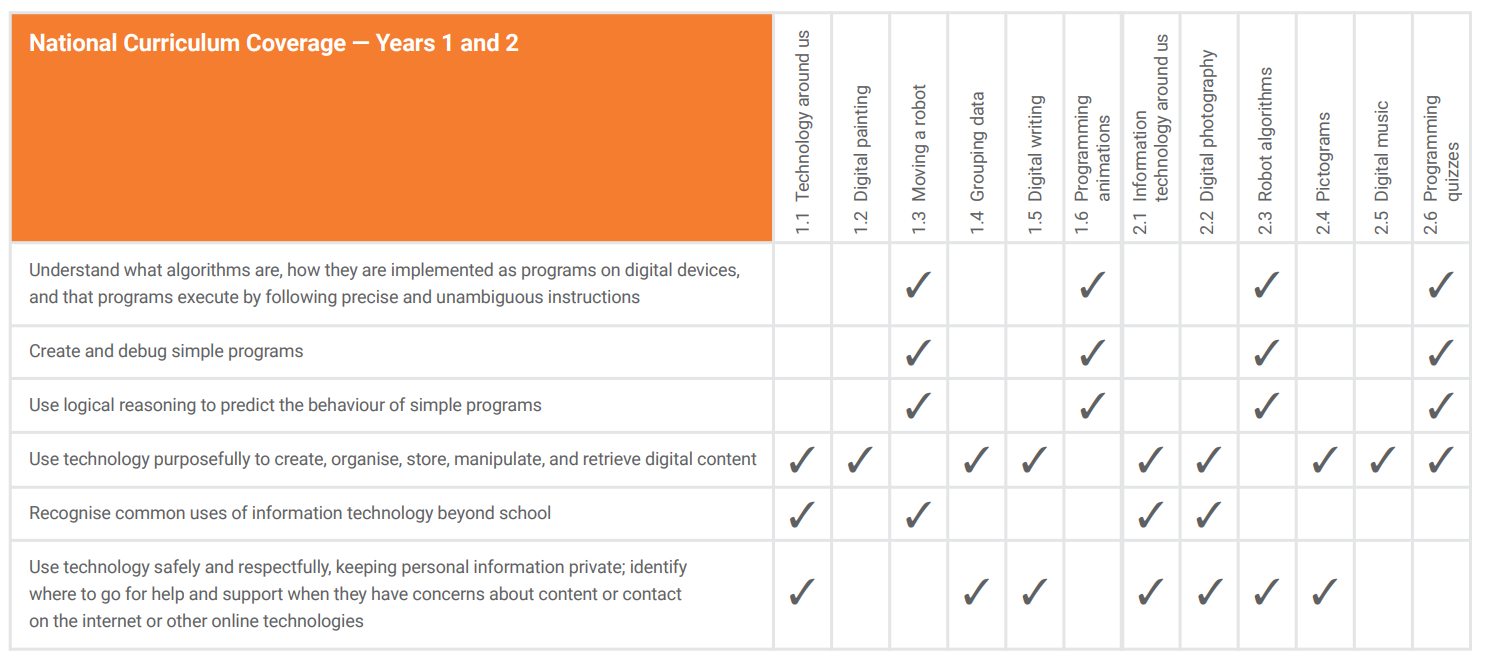 National Curriculum Coverage — Years 1 and 2
1.1 Technology around us
1.2 Digital painting
1.3 Moving a robot
1.4 Grouping data
1.5 Digital writing
1.6 Programming
animations
2.1 Information
technology around us
2.2 Digital photography
2.3 Robot algorithms
2.4 Pictograms
2.5 Digital music
2.6 Programming
quizzes
Understand what algorithms are, how they are implemented as programs on digital devices,
and that programs execute by following precise and unambiguous instructions
✓ ✓ ✓ ✓
Create and debug simple programs
✓ ✓ ✓ ✓
Use logical reasoning to predict the behaviour of simple programs
✓ ✓ ✓ ✓
Use technology purposefully to create, organise, store, manipulate, and retrieve digital content
✓ ✓ ✓ ✓ ✓ ✓ ✓ ✓ ✓
Recognise common uses of information technology beyond school
✓ ✓ ✓ ✓
Use technology safely and respectfully, keeping personal information private; identify
where to go for help and support when they have concerns about content or contact
on the internet or other online technologies
✓ ✓ ✓ ✓ ✓ ✓ ✓